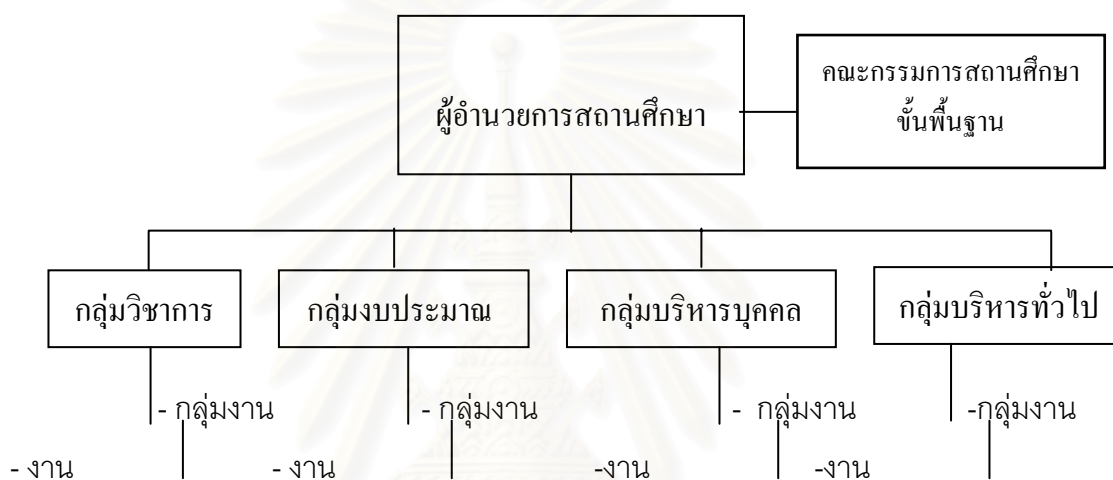 ผู้อำนวยการสถานศึกษา
คณะกรรมการสถานศึกษา
ขั้นพื้นฐาน
กลุ่มวิชาการ
กลุ่มงบประมาณ
กลุ่มบริหารบุคคล
กลุ่มบริหารทั่วไป
- กลุ่มงาน
- กลุ่มงาน
- กลุ่มงาน
-กลุ่มงาน
- งาน
- งาน
-งาน
-งาน